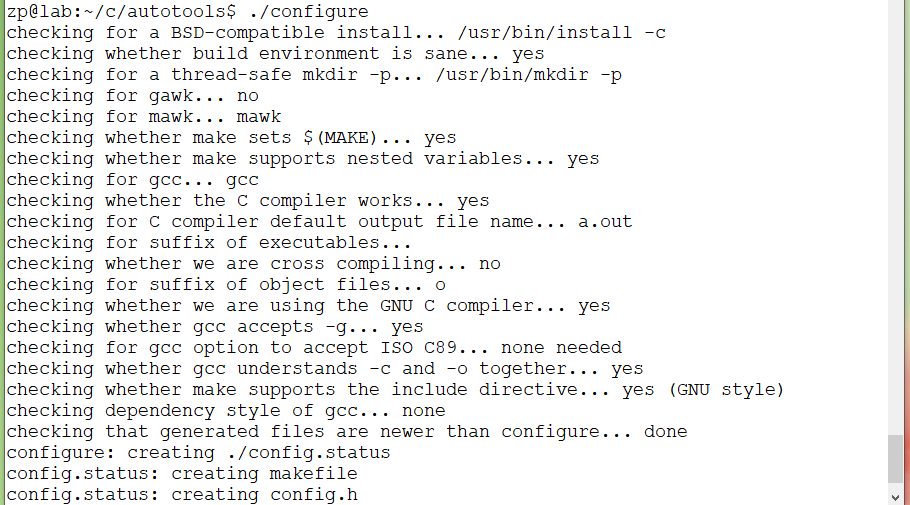 zp@lab:~/c/autotools$ ./configure
checking for a BSD-compatible install... /usr/bin/install -c
checking whether build environment is sane... yes
checking for a thread-safe mkdir -p... /usr/bin/mkdir -p
checking for gawk... no
checking for mawk... mawk
checking whether make sets $(MAKE)... yes
checking whether make supports nested variables... yes
checking for gcc... gcc
checking whether the C compiler works... yes
checking for C compiler default output file name... a.out
checking for suffix of executables...
checking whether we are cross compiling... no
checking for suffix of object files... o
checking whether we are using the GNU C compiler... yes
checking whether gcc accepts -g... yes
checking for gcc option to accept ISO C89... none needed
checking whether gcc understands -c and -o together... yes
checking whether make supports the include directive... yes (GNU style)
checking dependency style of gcc... none
checking that generated files are newer than configure... done
configure: creating ./config.status
config.status: creating makefile
config.status: creating config.h